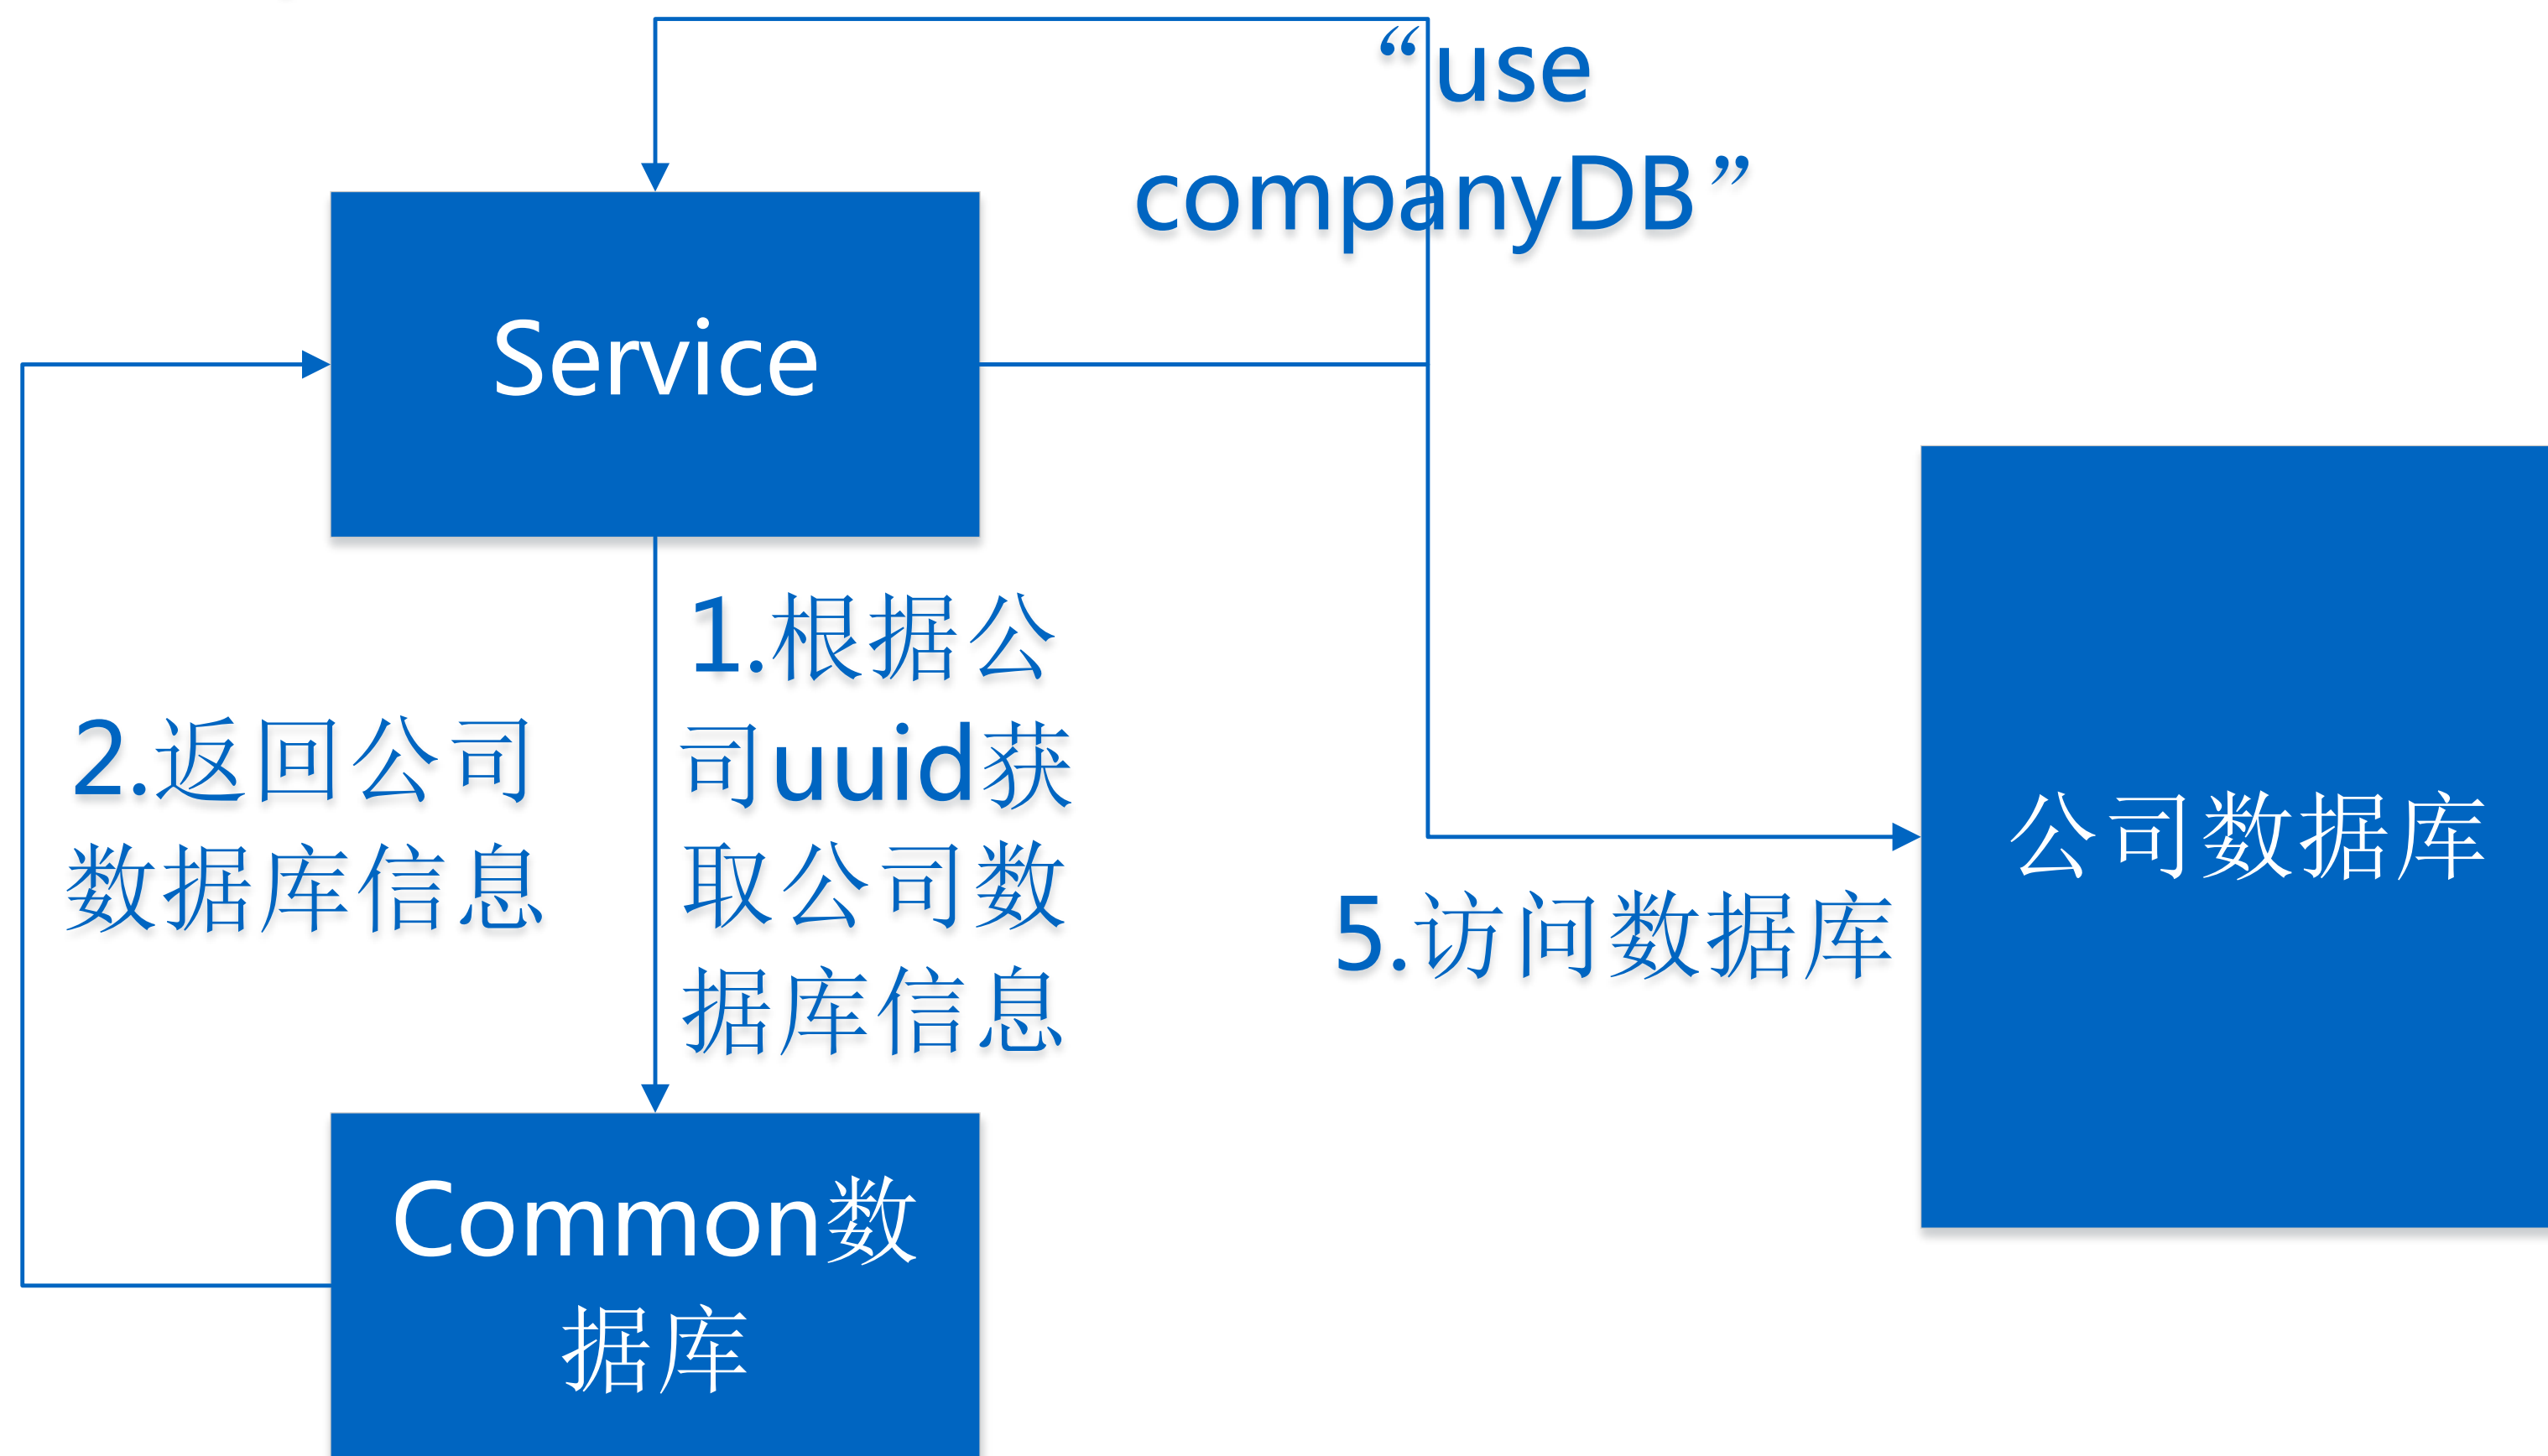 “use
companyDB”
Service
1.根据公
司uuid获
取公司数
据库信息
2.返回公司
数据库信息
公司数据库
5.访问数据库
Common数
据库